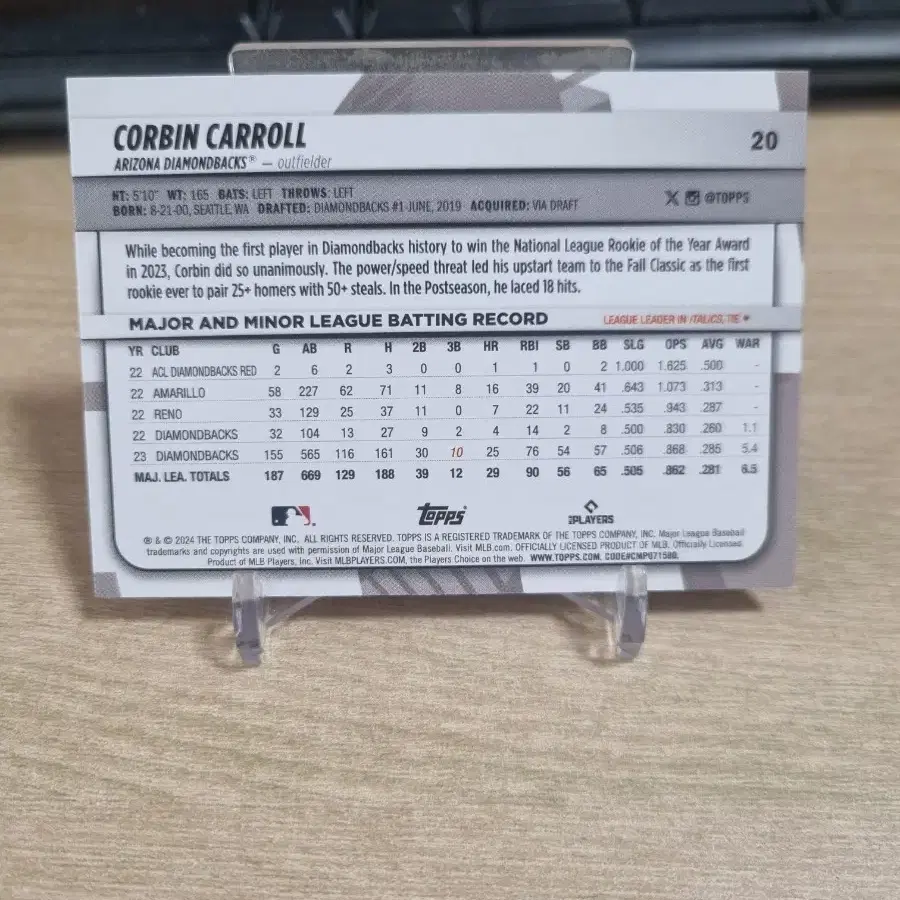 CORBIN CARROLL
20
ARIZONA DIAMONDBACKS® — outfielder
HT: 5'10" WT: 165 BATS: LEFT THROWS: LEFT
BORN: 8-21-00, SEATTLE, WA DRAFTED: DIAMONDBACKS #1-JUNE, 2019 ACQUIRED: VIA DRAFT
@TOPPS
While becoming the first player in Diamondbacks history to win the National League Rookie of the Year Award
in 2023, Corbin did so unanimously. The power/speed threat led his upstart team to the Fall Classic as the first
rookie ever to pair 25+ homers with 50+ steals. In the Postseason, he laced 18 hits.
MAJOR AND MINOR LEAGUE BATTING RECORD LEAGUE LEADER IN ITALICS, TIE •
YR CLUB G AB R H 2B 3B HR RBI SB BB SLG OPS AVG WAR
22 ACL DIAMONDBACKS RED 2 6 2 3 0 0 1 1 0 2 1.000 1.625 .500 -
22 AMARILLO 58 227 62 71 11 8 16 39 20 41 .643 1.073 .313 -
22 RENO 33 129 25 37 11 0 7 22 11 24 .535 .943 .287 -
22 DIAMONDBACKS 32 104 13 27 9 2 4 14 2 8 .500 .830 .260 1.1
23 DIAMONDBACKS 155 565 116 161 30 10 25 76 54 57 .506 .868 .285 5.4
MAJ. LEA. TOTALS 187 669 129 188 39 12 29 90 56 65 .505 .862 .281 6.5
topps
PLAYERS
® & © 2024 THE TOPPS COMPANY, INC. ALL RIGHTS RESERVED. TOPPS IS A REGISTERED TRADEMARK OF THE TOPPS COMPANY, INC. Major League Baseball
trademarks and copyrights are used with permission of Major League Baseball. Visit MLB.com. OFFICIALLY LICENSED PRODUCT OF MLB. Officially Licensed
Product of MLB Players, Inc. Visit MLBPLAYERS.COM, the Players Choice on the web. WWW.TOPPS.COM. CODE#CMP071580.